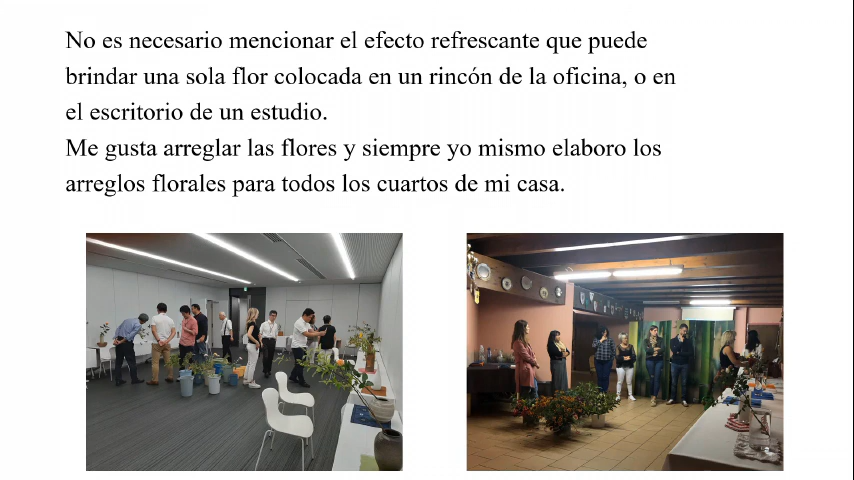 No es necesario mencionar el efecto refrescante que puede
brindar una sola flor colocada en un rincón de la oficina, o en
el escritorio de un estudio.
Me gusta arreglar las flores y siempre yo mismo elaboro los
arreglos florales para todos los cuartos de mi casa.